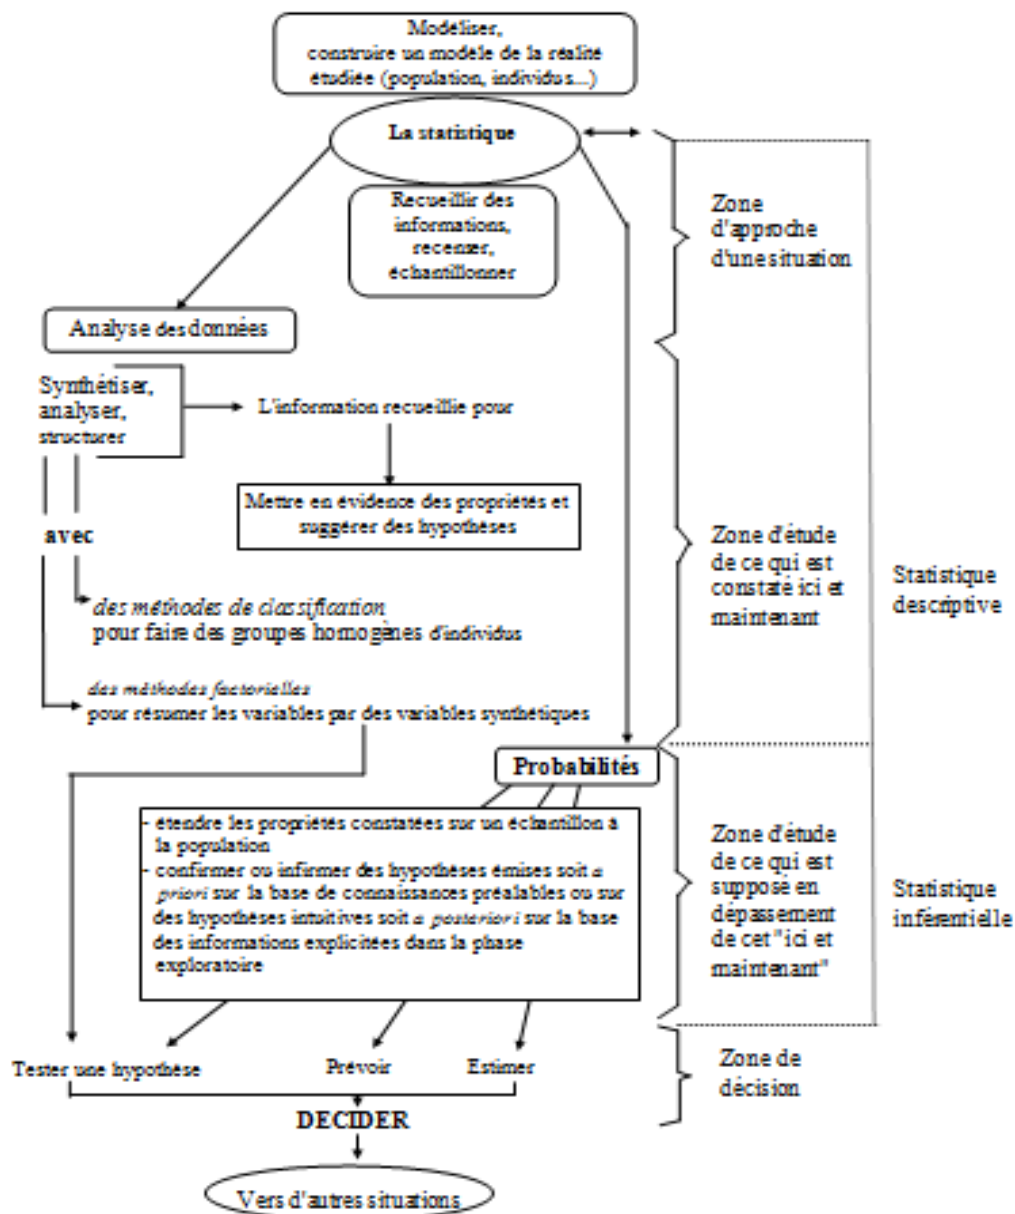 Modéliser,
construire un modèle de la réalité
étudiée (population, individus...)
La statistique
Recueillir des
informations,
recenser,
échantillonner
Zone
d'approche
d'une situation
Analyse des données
Synthétiser,
analyser,
structurer
L'information recueillie pour
Mettre en évidence des propriétés et
suggérer des hypothèses
avec
Zone d'étude
de ce qui est
constaté ici et
maintenant
Statistique
descriptive
des méthodes de classification
pour faire des groupes homogènes d'individus
des méthodes factorielles
pour résumer les variables par des variables synthétiques
Probabilités
- étendre les propriétés constatées sur un échantillon à
la population
- confirmer ou infirmer des hypothèses émises soit a
priori sur la base de connaissances préalables ou sur
des hypothèses intuitives soit a posteriori sur la base
des informations explicitées dans la phase
exploratoire
Zone d'étude
de ce qui est
supposé en
dépassement
de cet "ici et
maintenant"
Statistique
inférentielle
Tester une hypothèse
Prévoir
Estimer
Zone de
décision
DECIDER
Vers d'autres situations